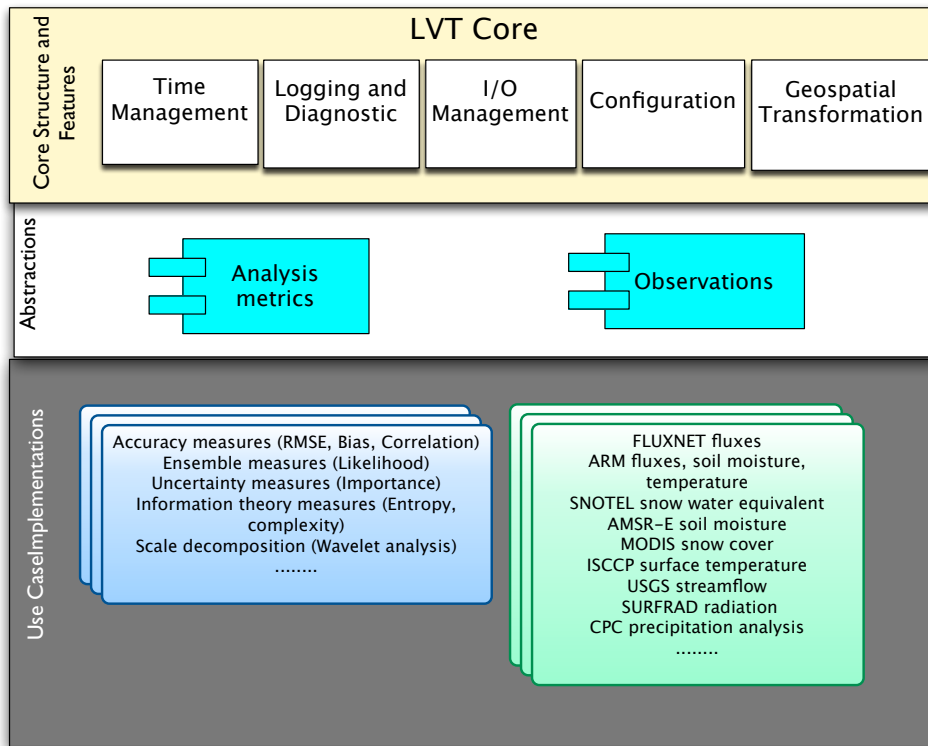 LVT Core
Core Structure and
Features
Time
Management
Logging and
Diagnostic
I/O
Management
Configuration
Geospatial
Transformation
Abstractions
Analysis
metrics
Observations
Use CaseImplementations
Accuracy measures (RMSE, Bias, Correlation)
Ensemble measures (Likelihood)
Uncertainty measures (Importance)
Information theory measures (Entropy,
complexity)
Scale decomposition (Wavelet analysis)
........
FLUXNET fluxes
ARM fluxes, soil moisture,
temperature
SNOTEL snow water equivalent
AMSR-E soil moisture
MODIS snow cover
ISCCP surface temperature
USGS streamflow
SURFRAD radiation
CPC precipitation analysis
........